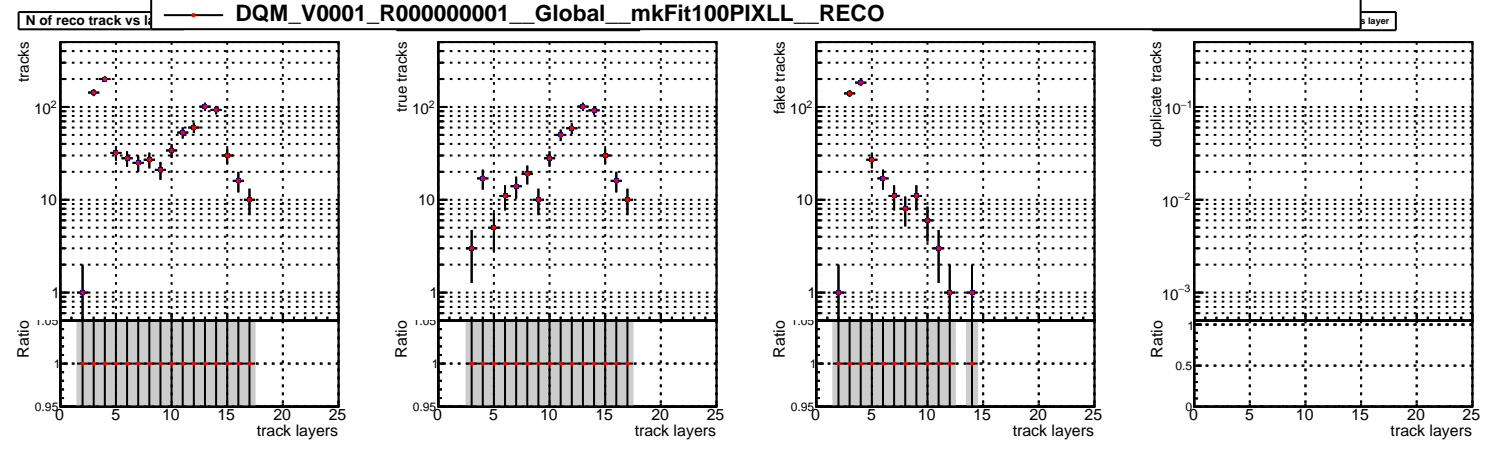 DQM_V0001_R000000001__Global__mkFit100PIXLL__RECO
N of reco track vs la
s layer
tracks
10²
10
1
Ratio
1.05
1
0.95
0 5 10 15 20 25
track layers
true tracks
10²
10
1
Ratio
1.05
1
0.95
0 5 10 15 20 25
track layers
fake tracks
10²
10
1
Ratio
1.05
1
0.95
0 5 10 15 20 25
track layers
duplicate tracks
10⁻¹
10⁻²
10⁻³
Ratio
1
0.5
0
0 5 10 15 20 25
track layers